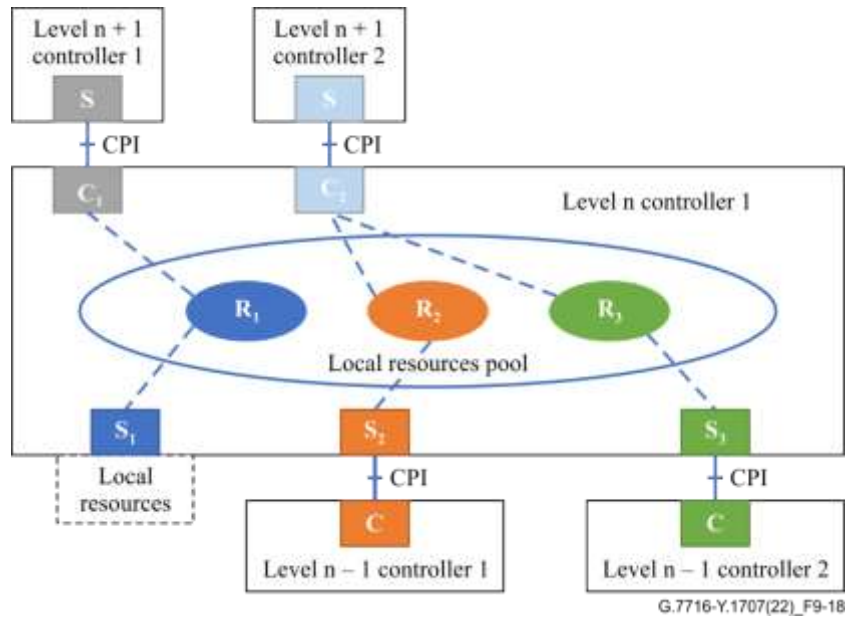 Level n + 1
controller 1
Level n + 1
controller 2
S
S
CPI
CPI
C₁
C₂
Level n controller 1
R₁
R₂
R₃
Local resources pool
S₁
S₂
S₃
Local
resources
CPI
CPI
C
C
Level n – 1 controller 1
Level n – 1 controller 2
G.7716-Y.1707(22)_F9-18